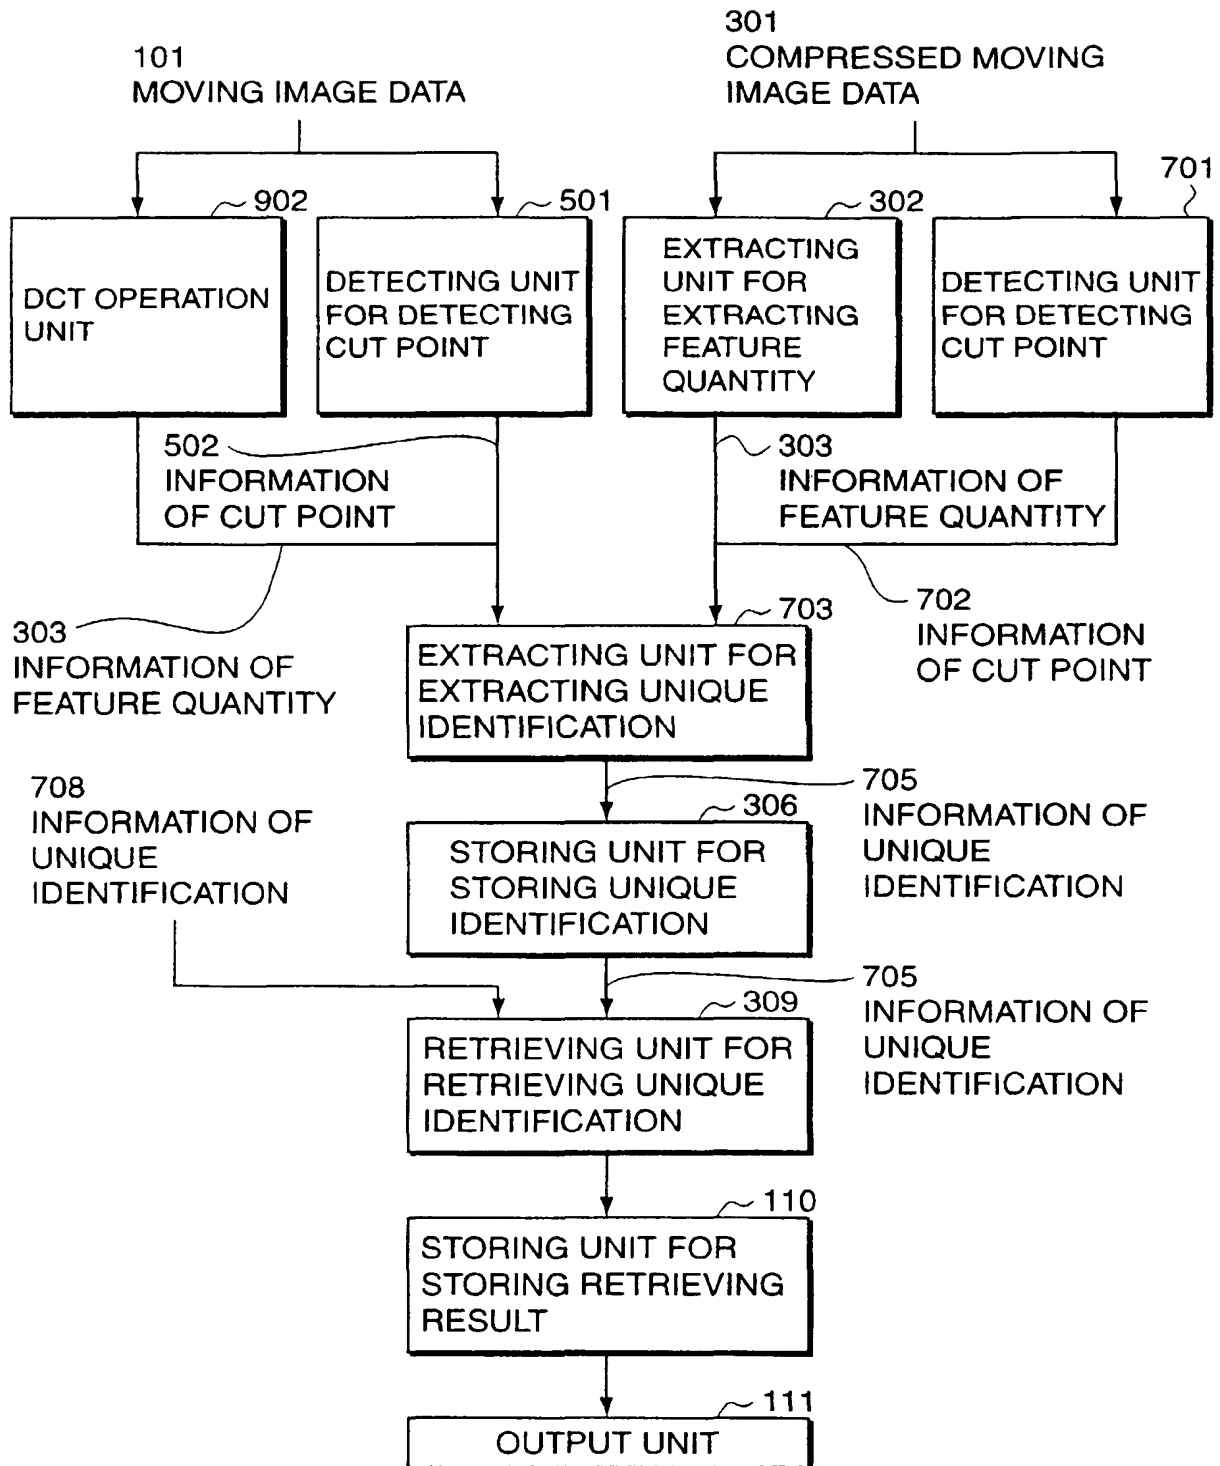 101
MOVING IMAGE DATA
301
COMPRESSED MOVING
IMAGE DATA
902
DCT OPERATION
UNIT
501
DETECTING UNIT
FOR DETECTING
CUT POINT
302
EXTRACTING
UNIT FOR
EXTRACTING
FEATURE
QUANTITY
701
DETECTING UNIT
FOR DETECTING
CUT POINT
502
INFORMATION
OF CUT POINT
303
INFORMATION OF
FEATURE QUANTITY
303
INFORMATION OF
FEATURE QUANTITY
702
INFORMATION
OF CUT POINT
703
EXTRACTING UNIT FOR
EXTRACTING UNIQUE
IDENTIFICATION
705
INFORMATION OF
UNIQUE
IDENTIFICATION
708
INFORMATION OF
UNIQUE
IDENTIFICATION
306
STORING UNIT FOR
STORING UNIQUE
IDENTIFICATION
705
INFORMATION OF
UNIQUE
IDENTIFICATION
309
RETRIEVING UNIT FOR
RETRIEVING UNIQUE
IDENTIFICATION
110
STORING UNIT FOR
STORING RETRIEVING
RESULT
111
OUTPUT UNIT